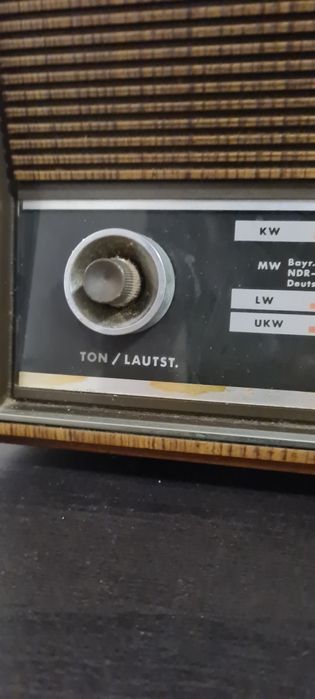 KW
MW Bayr.
NDR-
Deuts
LW
UKW
TON / LAUTST.